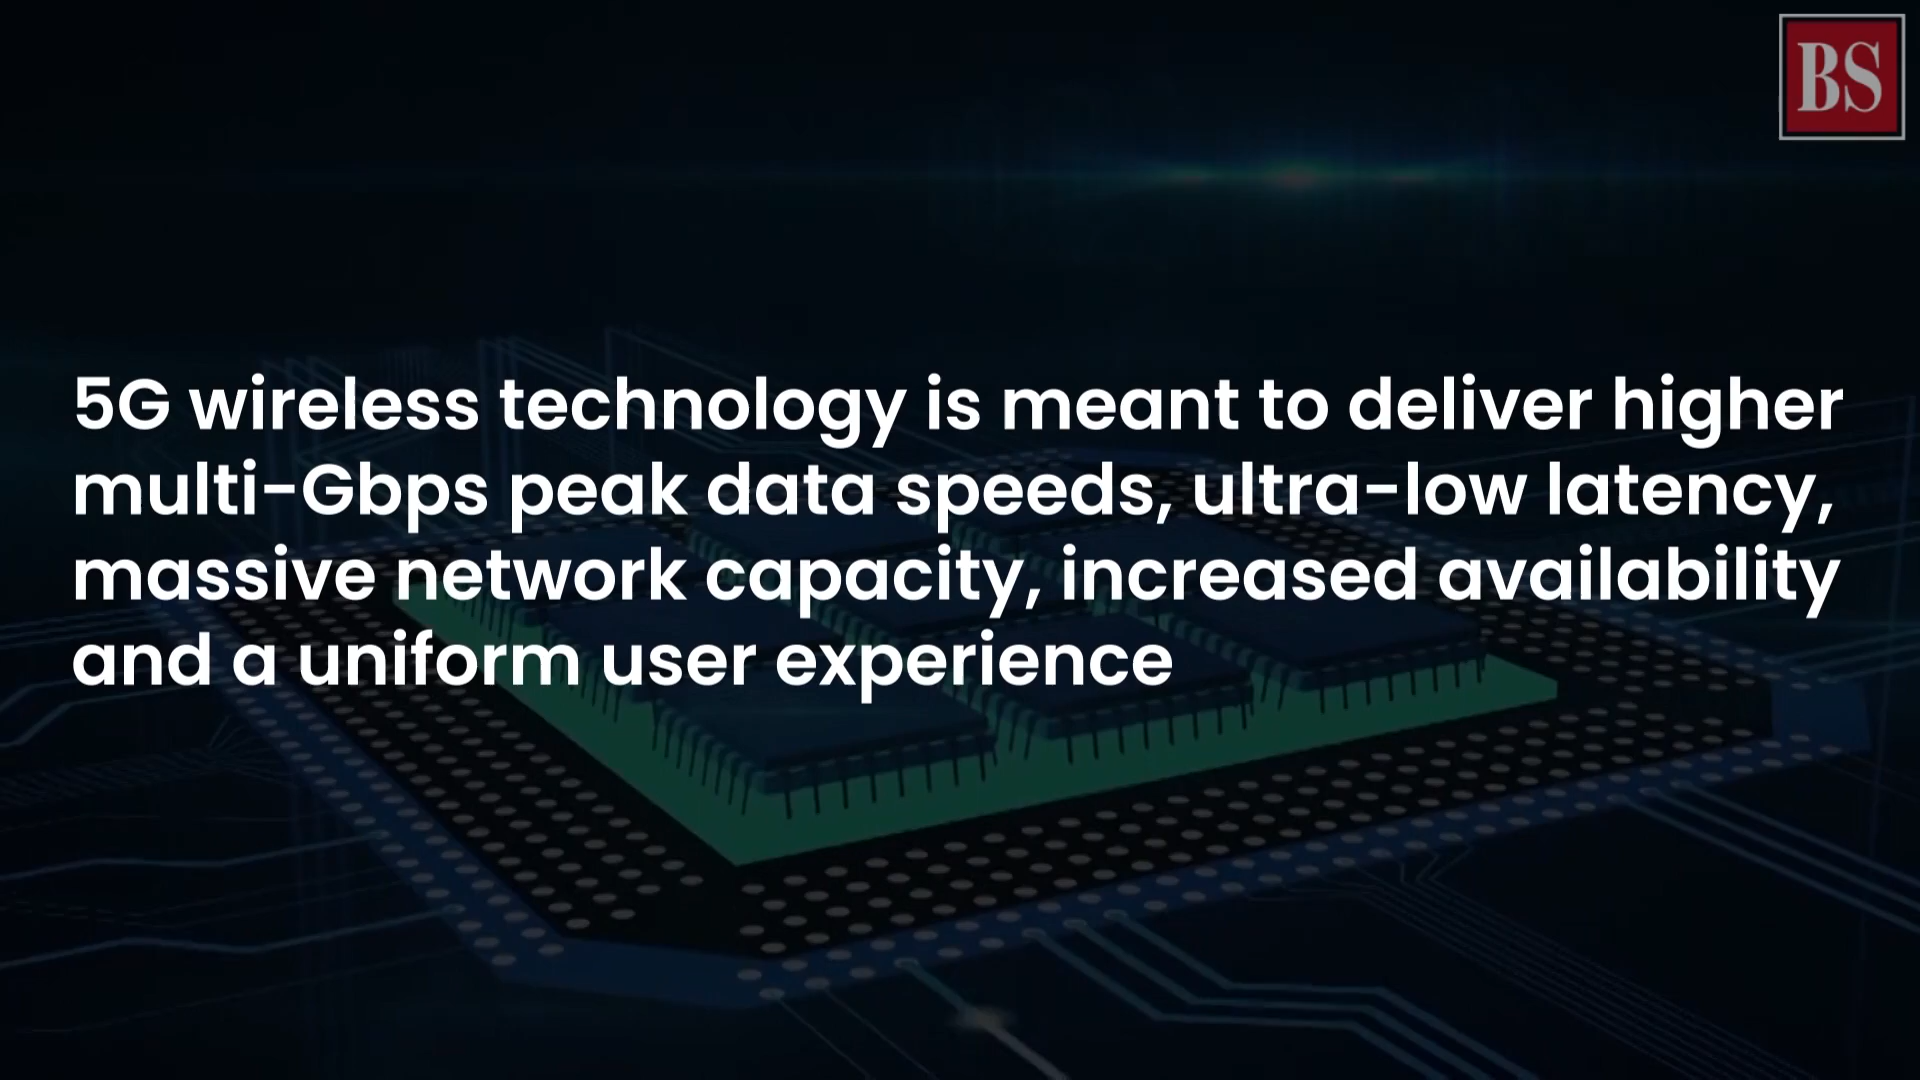 BS
5G wireless technology is meant to deliver higher
multi-Gbps peak data speeds, ultra-low latency,
massive network capacity, increased availability
and a uniform user experience